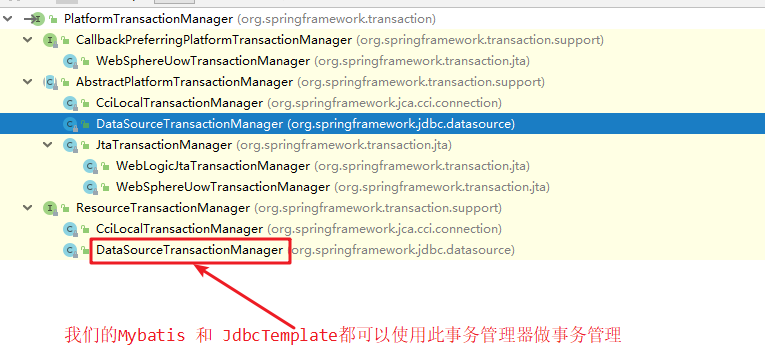 PlatformTransactionManager (org.springframework.transaction)
CallbackPreferringPlatformTransactionManager (org.springframework.transaction.support)
WebSphereUowTransactionManager (org.springframework.transaction.jta)
AbstractPlatformTransactionManager (org.springframework.transaction.support)
CciLocalTransactionManager (org.springframework.jca.cci.connection)
DataSourceTransactionManager (org.springframework.jdbc.datasource)
JtaTransactionManager (org.springframework.transaction.jta)
WebLogicJtaTransactionManager (org.springframework.transaction.jta)
WebSphereUowTransactionManager (org.springframework.transaction.jta)
ResourceTransactionManager (org.springframework.transaction.support)
CciLocalTransactionManager (org.springframework.jca.cci.connection)
DataSourceTransactionManager (org.springframework.jdbc.datasource)
我们的Mybatis 和 JdbcTemplate都可以使用此事务管理器做事务管理